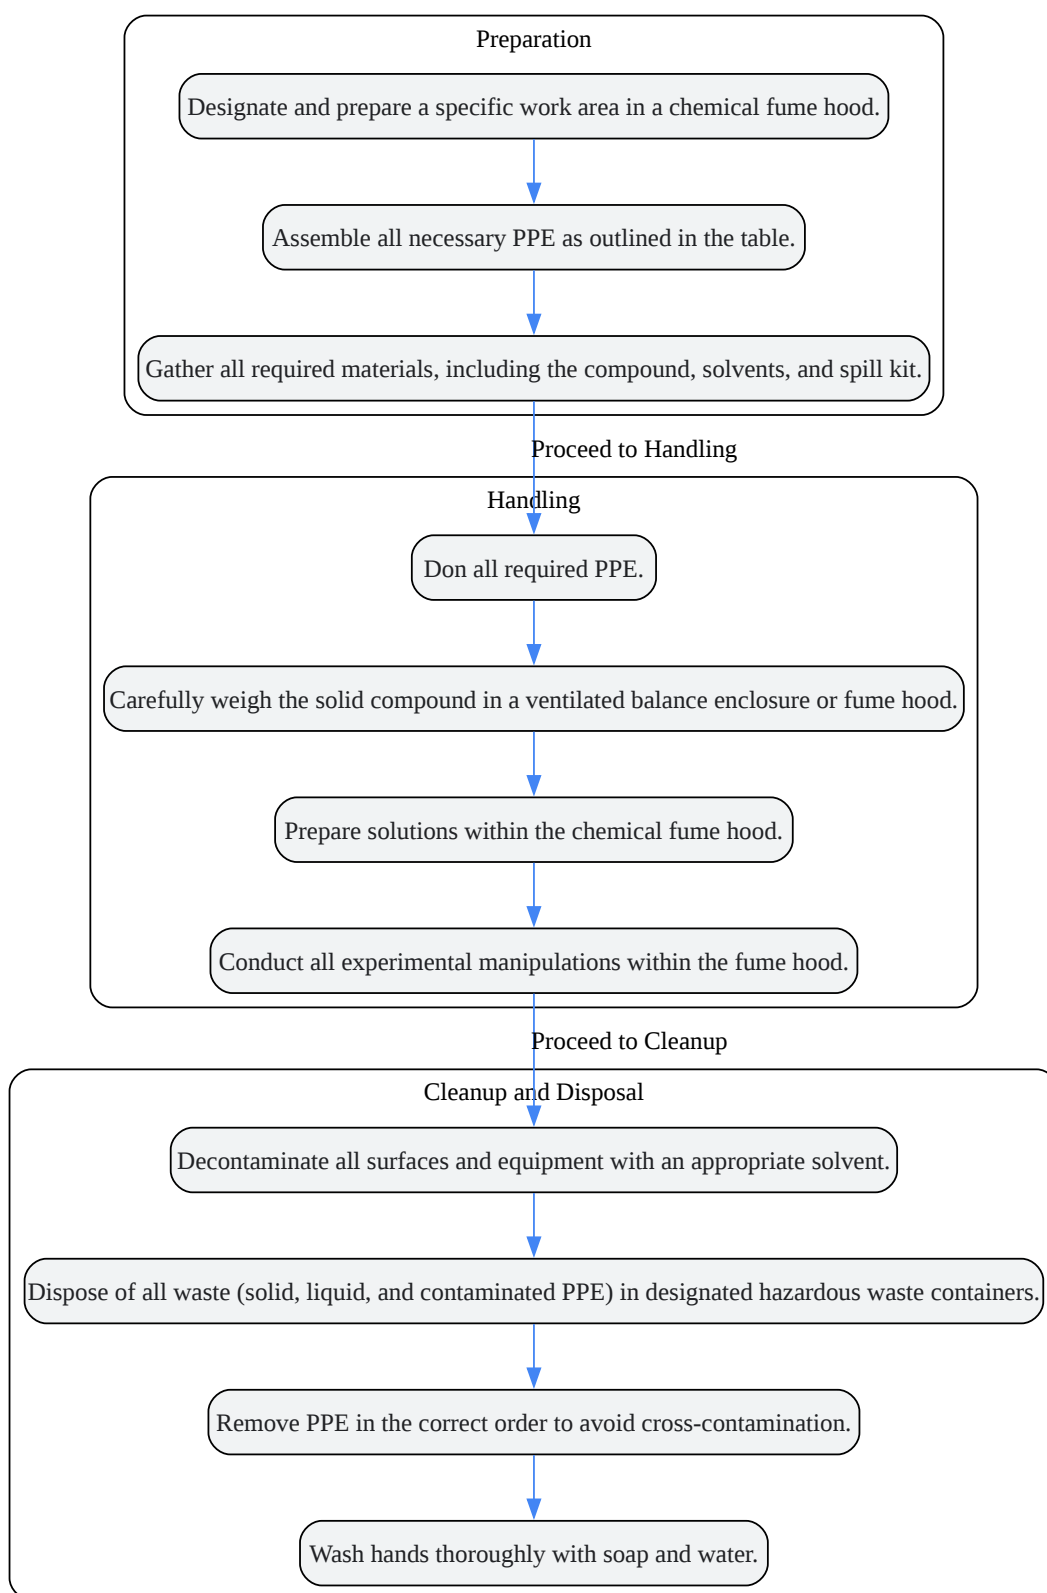 Preparation
Designate and prepare a specific work area in a chemical fume hood.
Assemble all necessary PPE as outlined in the table.
Gather all required materials, including the compound, solvents, and spill kit.
Proceed to Handling
Handling
Don all required PPE.
Carefully weigh the solid compound in a ventilated balance enclosure or fume hood.
Prepare solutions within the chemical fume hood.
Conduct all experimental manipulations within the fume hood.
Proceed to Cleanup
Cleanup and Disposal
Decontaminate all surfaces and equipment with an appropriate solvent.
Dispose of all waste (solid, liquid, and contaminated PPE) in designated hazardous waste containers.
Remove PPE in the correct order to avoid cross-contamination.
Wash hands thoroughly with soap and water.